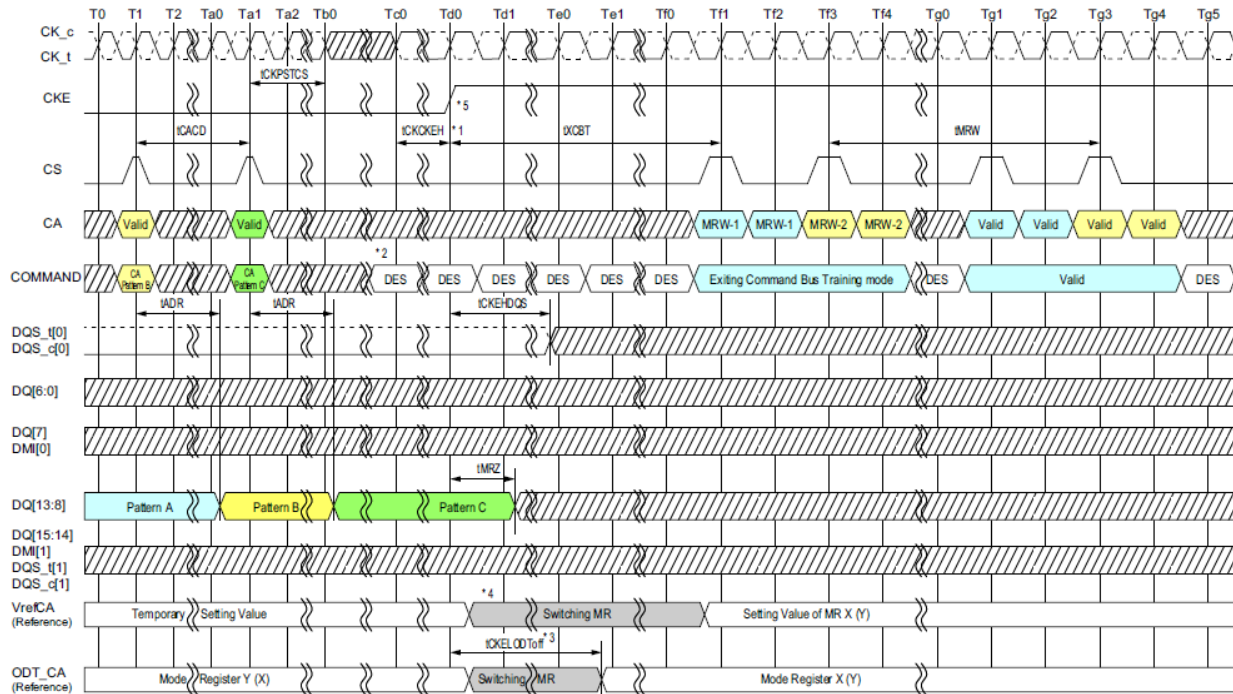 T0 T1 T2 Ta0 Ta1 Ta2 Tb0 Tc0 Td0 Td1 Te0 Te1 Tf0 Tf1 Tf2 Tf3 Tf4 Tg0 Tg1 Tg2 Tg3 Tg4 Tg5
CK_c
CK_t
tCKPSTCS
CKE
* 5
tCACD tCKCKEH * 1 tXCBT tMRW
CS
CA Valid Valid MRW-1 MRW-1 MRW-2 MRW-2 Valid Valid Valid Valid
* 2
COMMAND CA Pattern B CA Pattern C DES DES DES DES DES DES Exiting Command Bus Training mode DES Valid DES
tADR tADR tCKEHDQS
DQS_t[0]
DQS_c[0]
DQ[6:0]
DQ[7]
DMI[0]
tMRZ
DQ[13:8] Pattern A Pattern B Pattern C
DQ[15:14]
DMI[1]
DQS_t[1]
DQS_c[1]
* 4
VrefCA
(Reference) Temporary Setting Value Switching MR Setting Value of MR X (Y)
tCKELODToff * 3
ODT_CA
(Reference) Mode Register Y (X) Switching MR Mode Register X (Y)